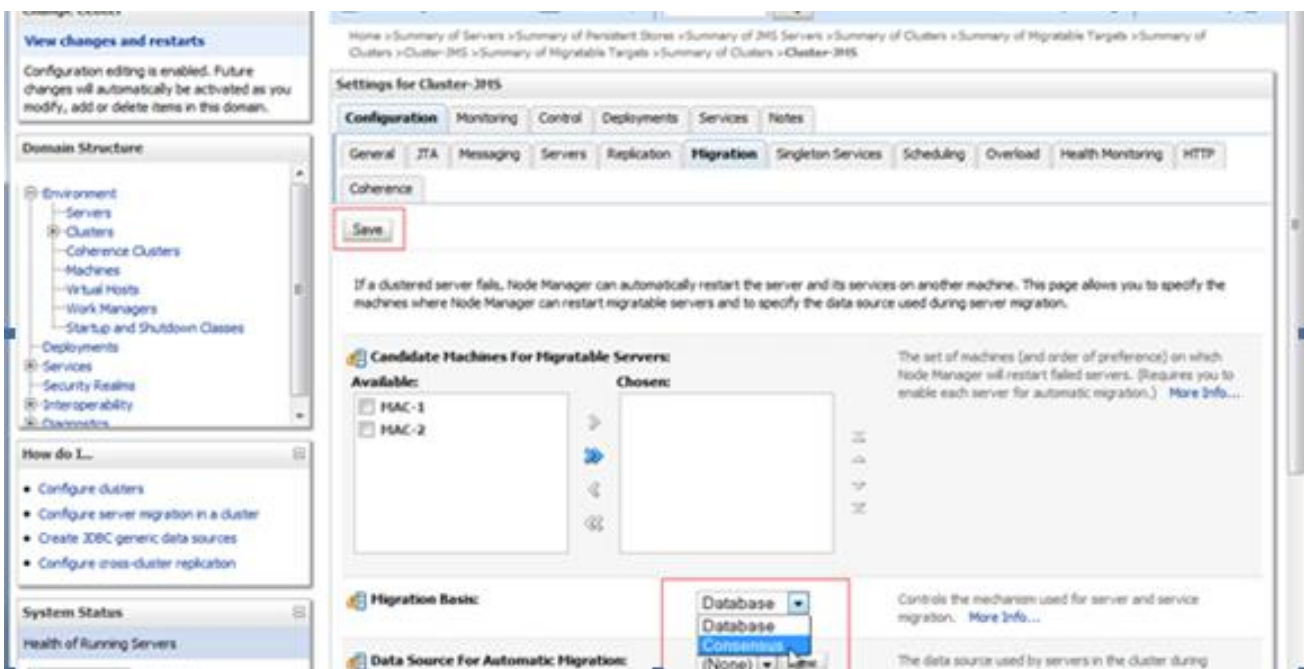 Change Center
View changes and restarts
Configuration editing is enabled. Future
changes will automatically be activated as you
modify, add or delete items in this domain.
Domain Structure
Environment
Servers
Clusters
Coherence Clusters
Machines
Virtual Hosts
Work Managers
Startup and Shutdown Classes
Deployments
Services
Security Realms
Interoperability
Diagnostics
How do I...
Configure clusters
Configure server migration in a cluster
Create JDBC generic data sources
Configure cross-cluster replication
System Status
Health of Running Servers
Home >Summary of Servers >Summary of Persistent Stores >Summary of JMS Servers >Summary of Clusters >Summary of Migratable Targets >Summary of
Clusters >Cluster-JMS >Summary of Migratable Targets >Summary of Clusters >Cluster-JMS
Settings for Cluster-JMS
Configuration Monitoring Control Deployments Services Notes
General JTA Messaging Servers Replication Migration Singleton Services Scheduling Overload Health Monitoring HTTP
Coherence
Save
If a clustered server fails, Node Manager can automatically restart the server and its services on another machine. This page allows you to specify the
machines where Node Manager can restart migratable servers and to specify the data source used during server migration.
Candidate Machines For Migratable Servers:
Available: Chosen:
MAC-1
MAC-2
The set of machines (and order of preference) on which
Node Manager will restart failed servers. (Requires you to
enable each server for automatic migration.) More Info...
Migration Basis:
Database
Database
Consensus
Controls the mechanism used for server and service
migration. More Info...
Data Source For Automatic Migration:
(None)
The data source used by servers in the cluster during